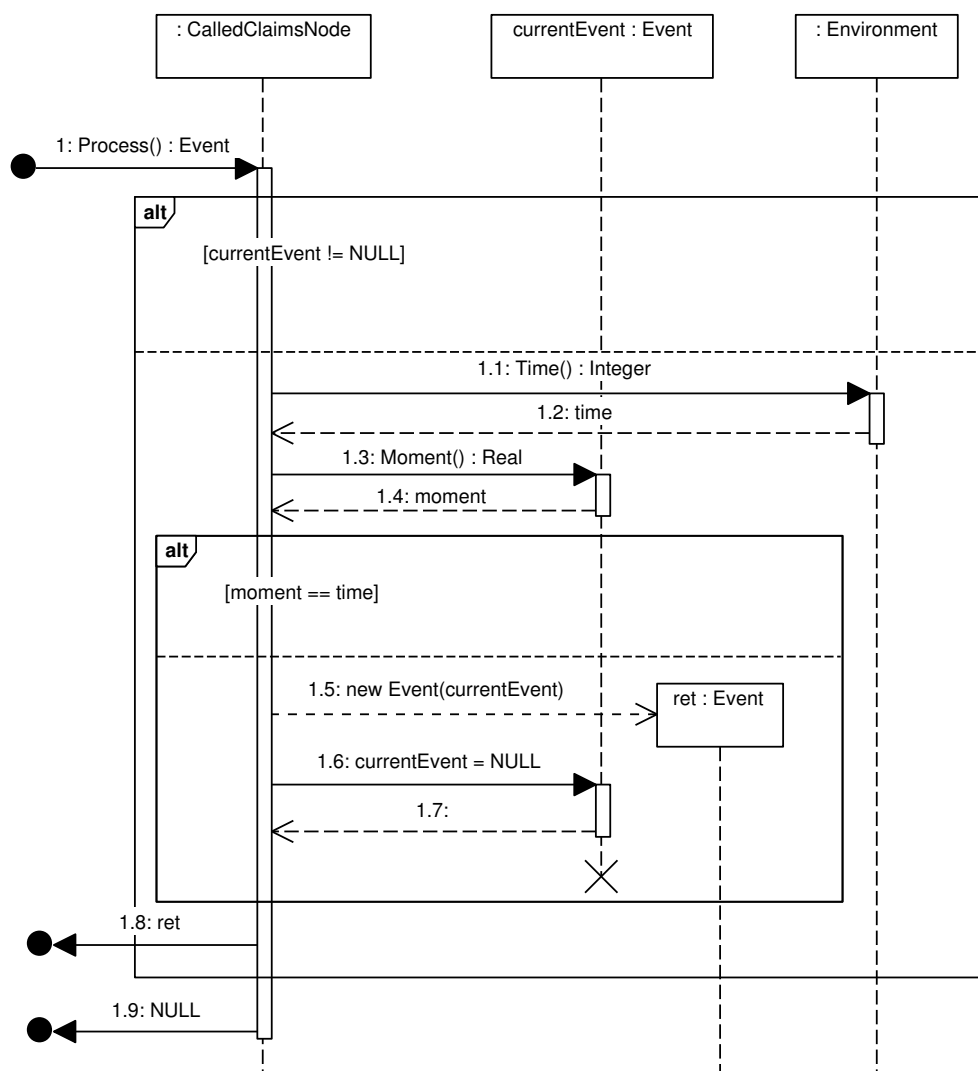 : CalledClaimsNode
currentEvent : Event
: Environment
1: Process() : Event
alt
[currentEvent != NULL]
1.1: Time() : Integer
1.2: time
1.3: Moment() : Real
1.4: moment
alt
[moment == time]
1.5: new Event(currentEvent)
ret : Event
1.6: currentEvent = NULL
1.7:
1.8: ret
1.9: NULL